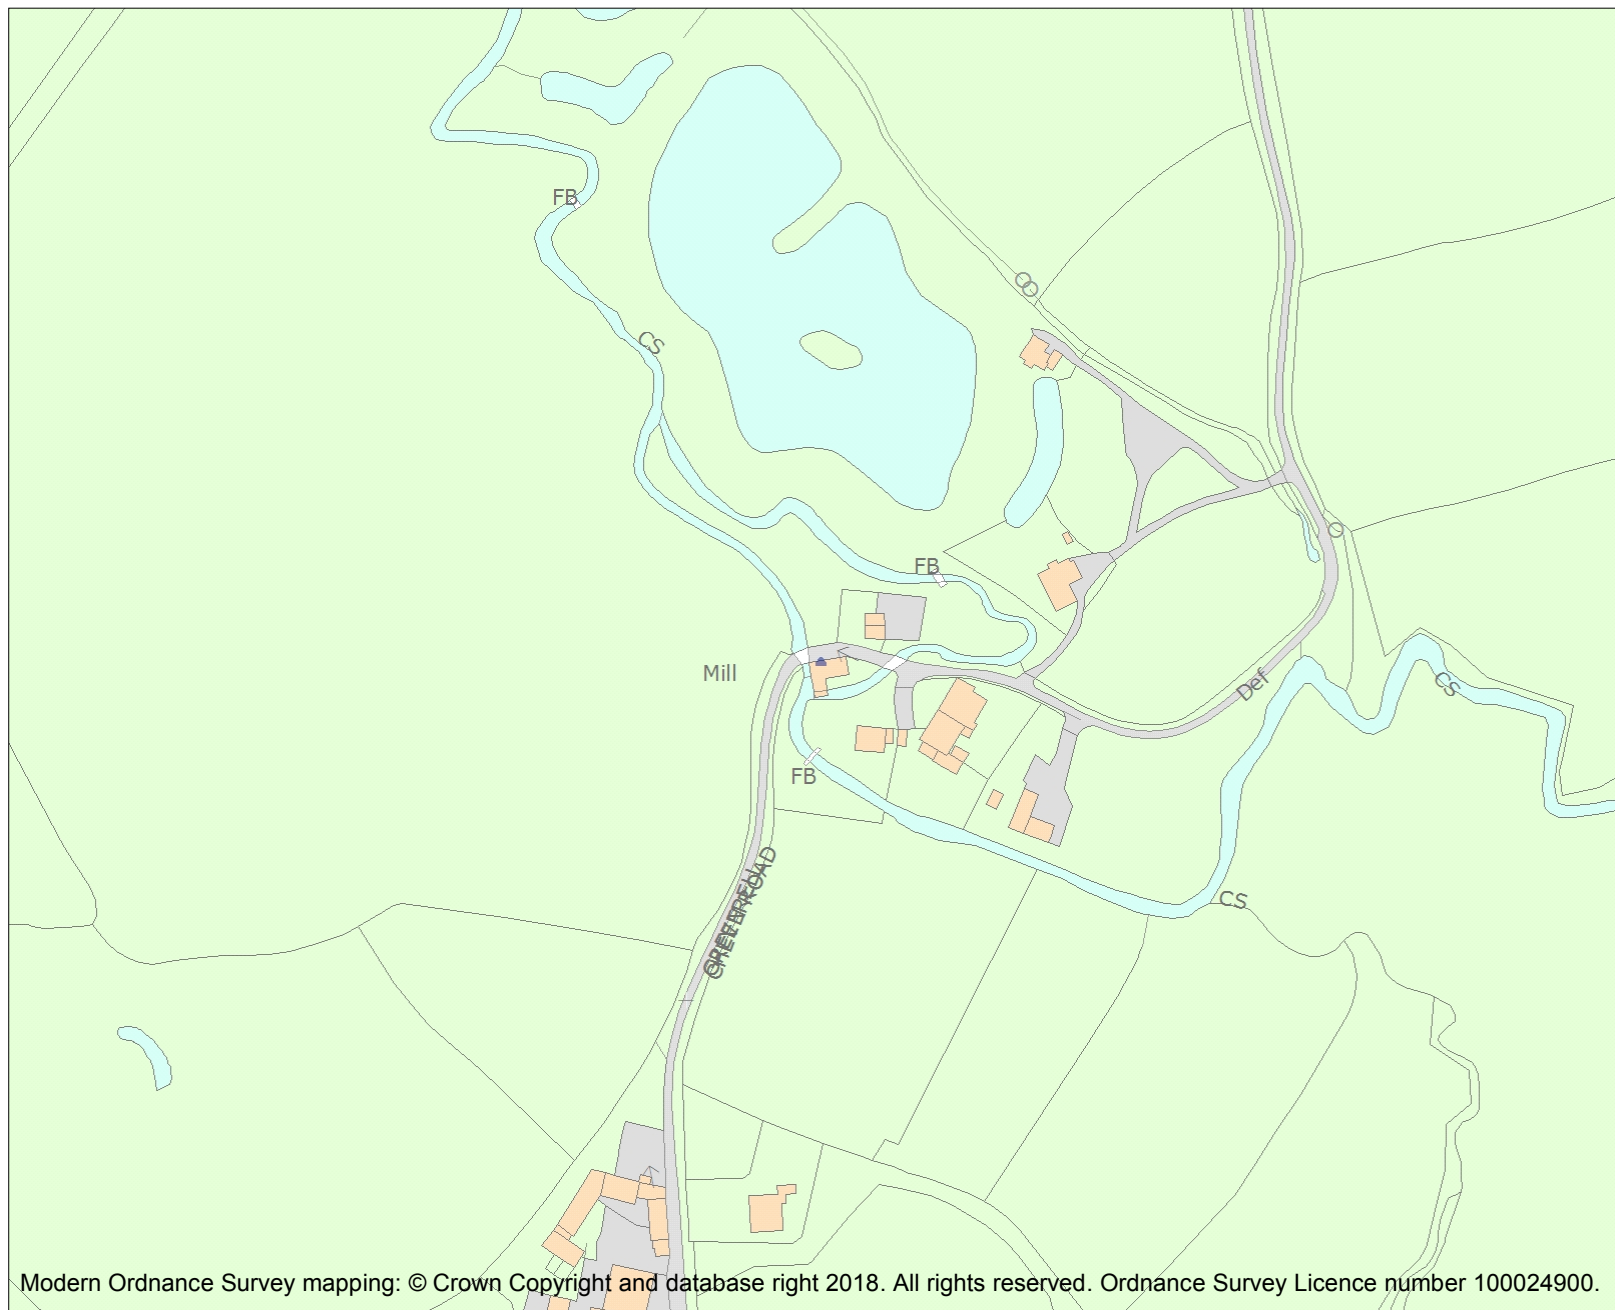 FB
CS
FB
Mill
Def
CS
FB
CS
Modern Ordnance Survey mapping: © Crown Copyright and database right 2018. All rights reserved. Ordnance Survey Licence number 100024900.